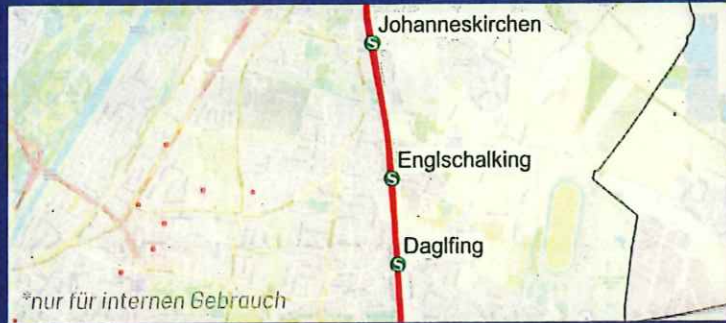 S Johanneskirchen
S Englschalking
S Daglfing
*nur für internen Gebrauch